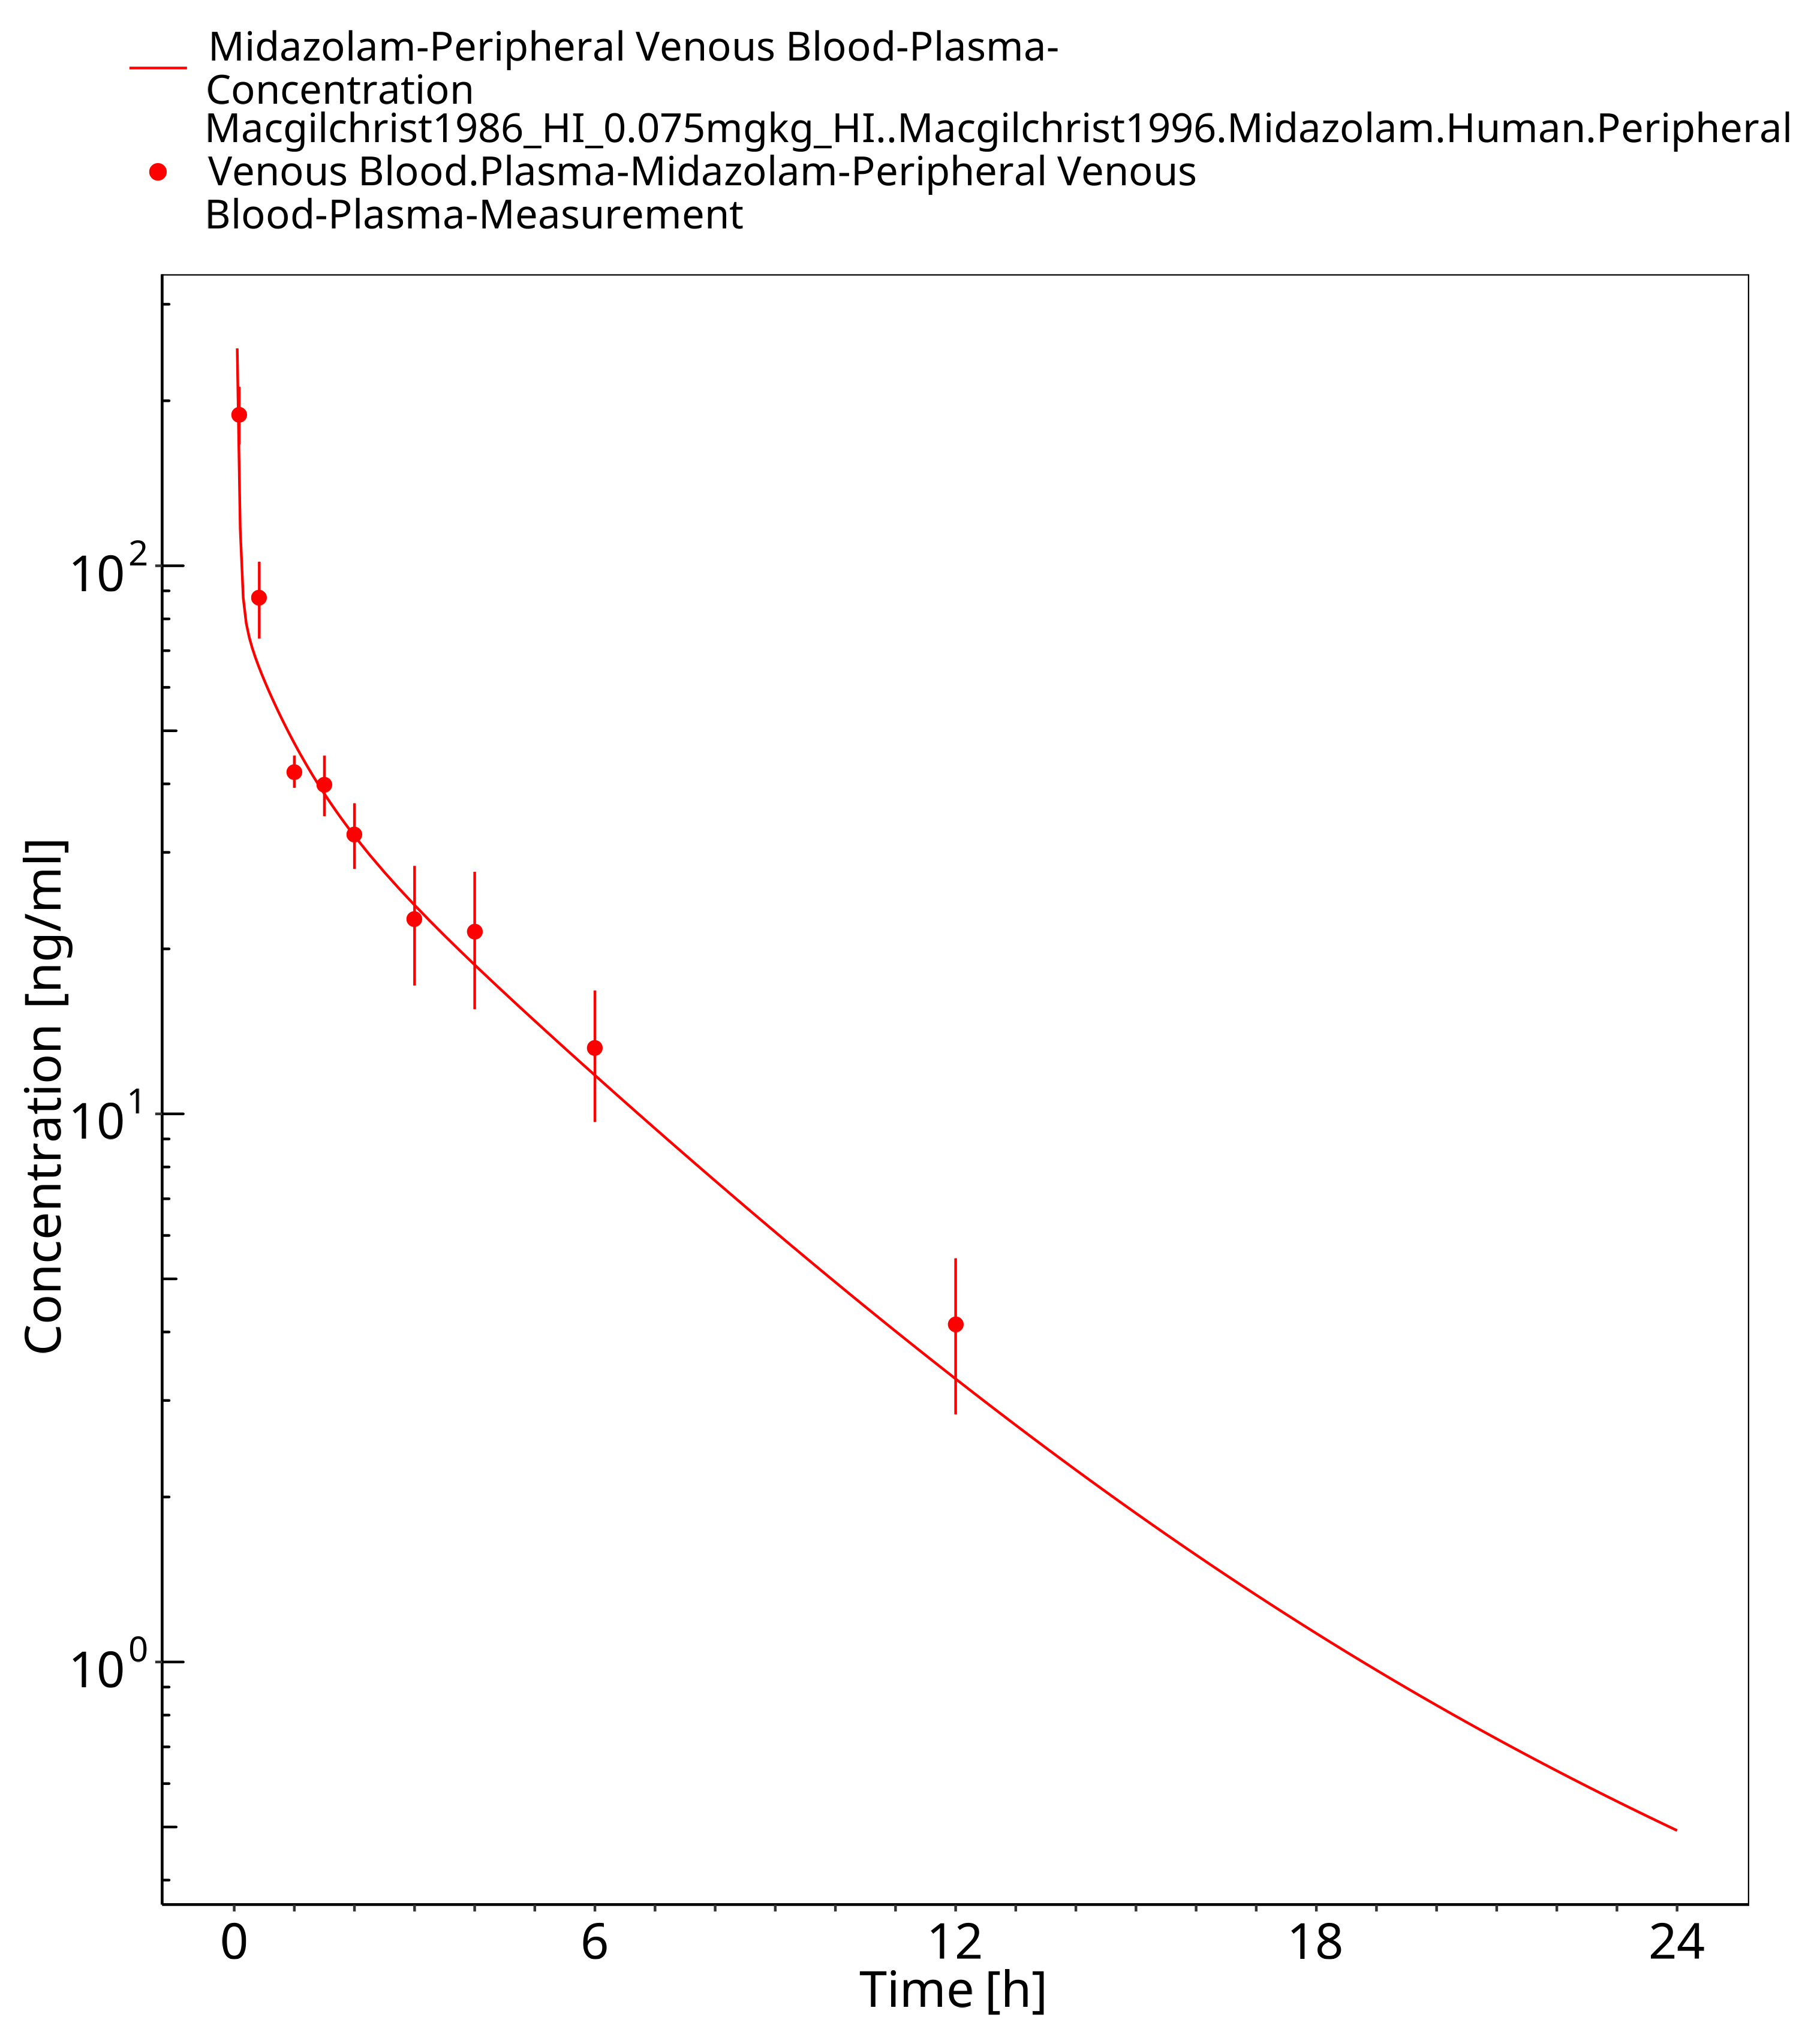 Midazolam-Peripheral Venous Blood-Plasma-
Concentration
Macgilchrist1986_HI_0.075mgkg_HI..Macgilchrist1996.Midazolam.Human.Peripheral
Venous Blood.Plasma-Midazolam-Peripheral Venous
Blood-Plasma-Measurement
Concentration [ng/ml]
10^2
10^1
10^0
0 6 12 18 24
Time [h]